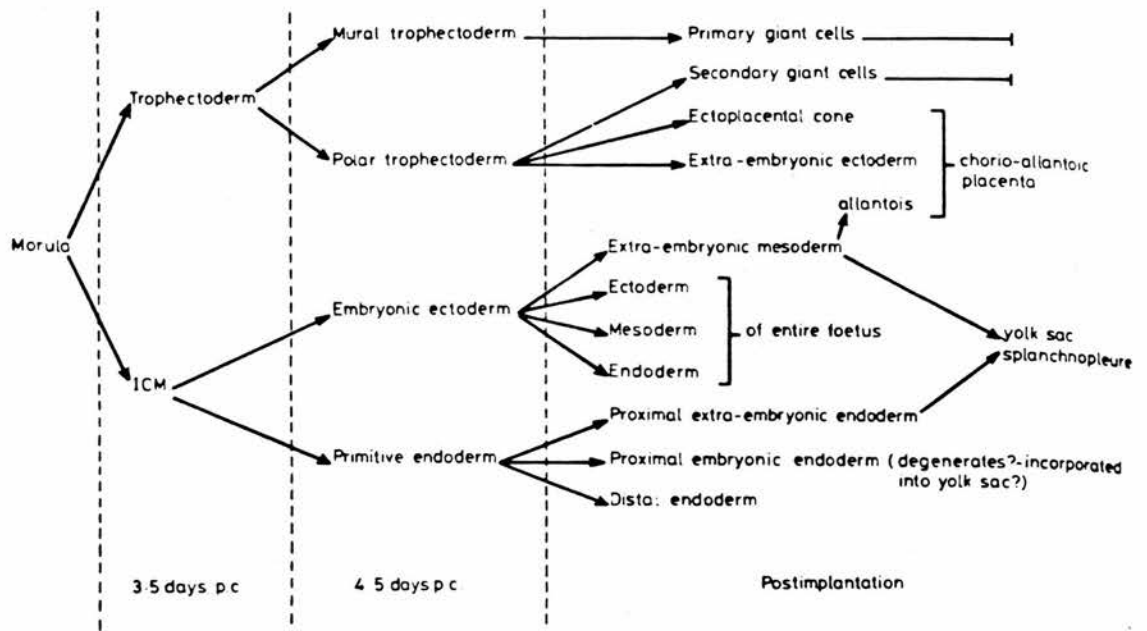 Mural trophectoderm
Primary giant cells
Secondary giant cells
Trophectoderm
Ectoplacental cone
Polar trophectoderm
Extra-embryonic ectoderm
chorio-allantoic
placenta
allantois
Morula
Extra-embryonic mesoderm
Ectoderm
Embryonic ectoderm
Mesoderm
of entire foetus
yolk sac
splanchnopleure
Endoderm
ICM
Proximal extra-embryonic endoderm
Primitive endoderm
Proximal embryonic endoderm (degenerates?-incorporated
into yolk sac?)
Dista: endoderm
3·5 days p.c
4 5 days p.c.
Postimplantation